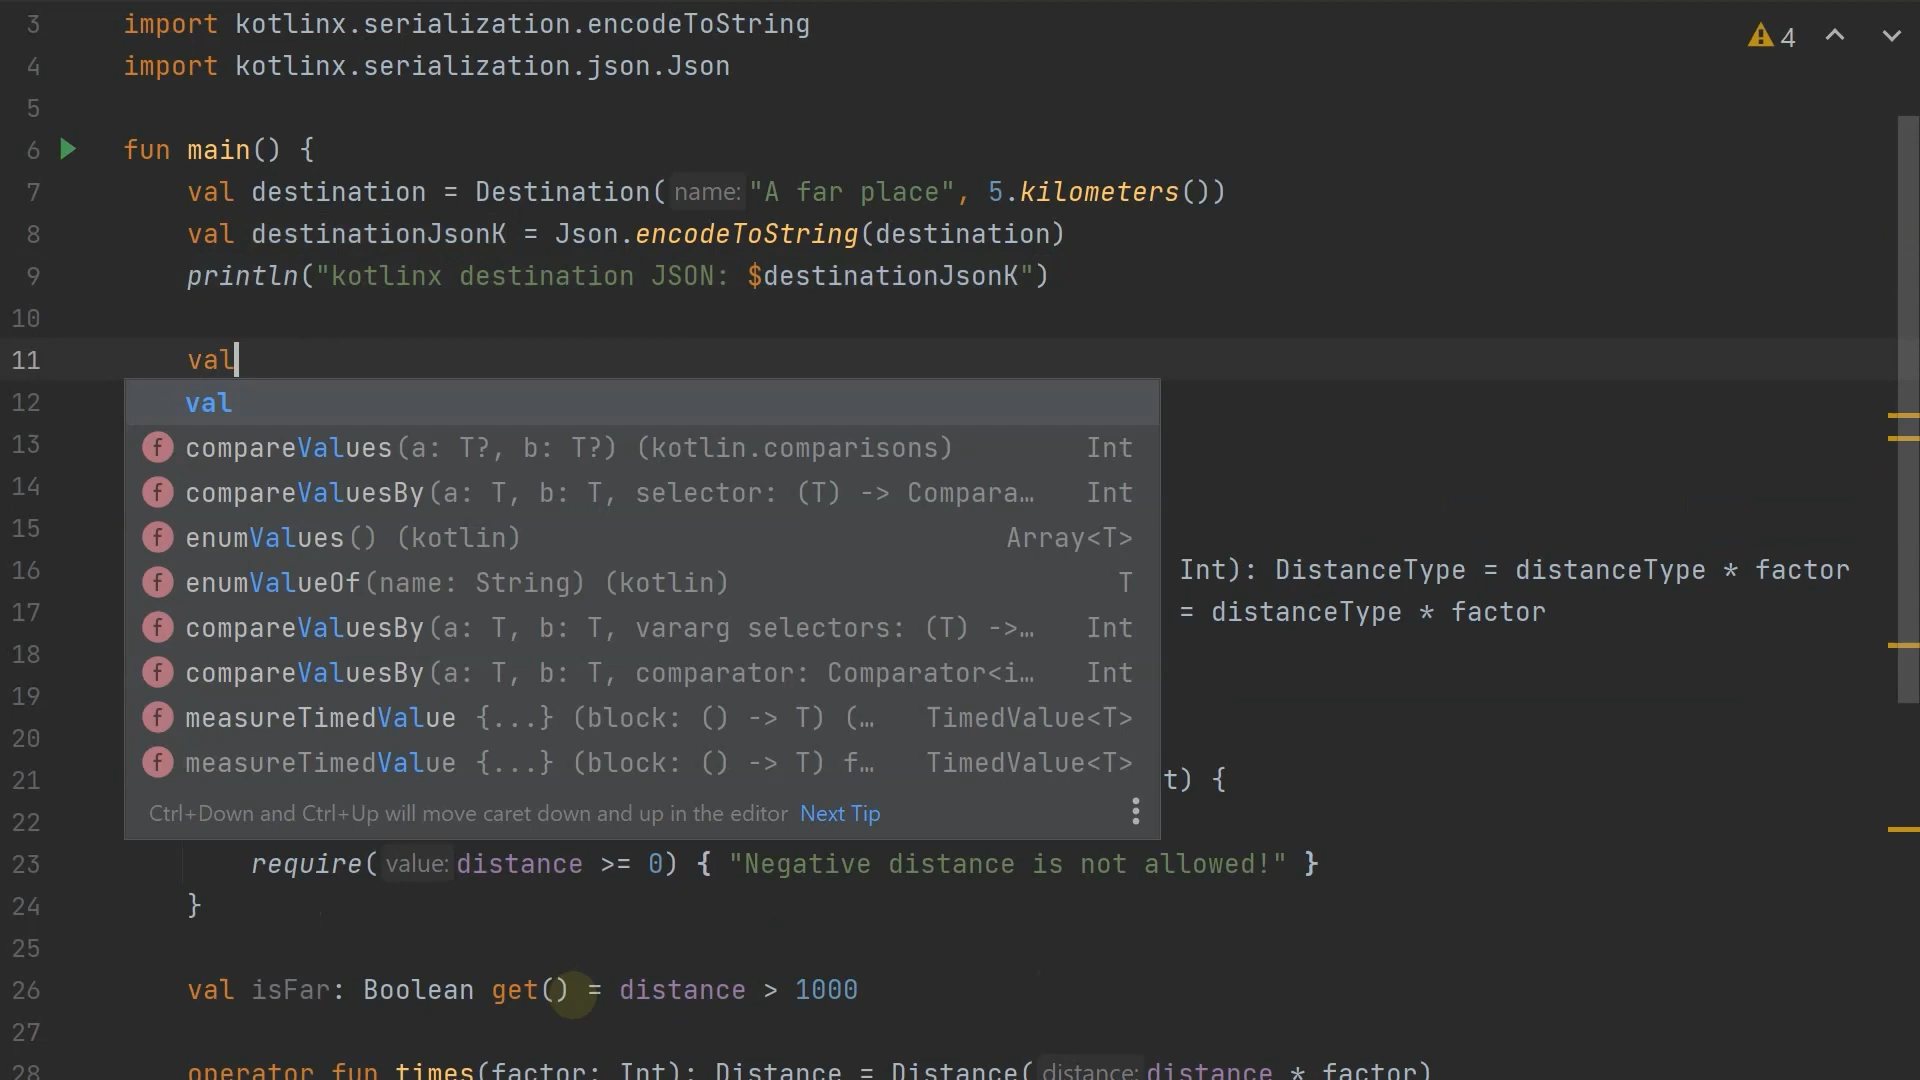 3 import kotlinx.serialization.encodeToString
4 import kotlinx.serialization.json.Json
4
5
6 fun main() {
7 val destination = Destination( name: "A far place", 5.kilometers())
8 val destinationJsonK = Json.encodeToString(destination)
9 println("kotlinx destination JSON: $destinationJsonK")
10
11 val
12 val
13 compareValues(a: T?, b: T?) (kotlin.comparisons) Int
14 compareValuesBy(a: T, b: T, selector: (T) -> Compara… Int
15 enumValues() (kotlin) Array<T>
16 enumValueOf(name: String) (kotlin) T Int): DistanceType = distanceType * factor
17 compareValuesBy(a: T, b: T, vararg selectors: (T) ->… Int = distanceType * factor
18 compareValuesBy(a: T, b: T, comparator: Comparator<i… Int
19 measureTimedValue {...} (block: () -> T) (… TimedValue<T>
20 measureTimedValue {...} (block: () -> T) f… TimedValue<T>
21 t) {
Ctrl+Down and Ctrl+Up will move caret down and up in the editor Next Tip
22
23 require( value: distance >= 0) { "Negative distance is not allowed!" }
24 }
25
26 val isFar: Boolean get() = distance > 1000
27
28 operator fun times(factor: Int): Distance = Distance( distance: distance * factor)